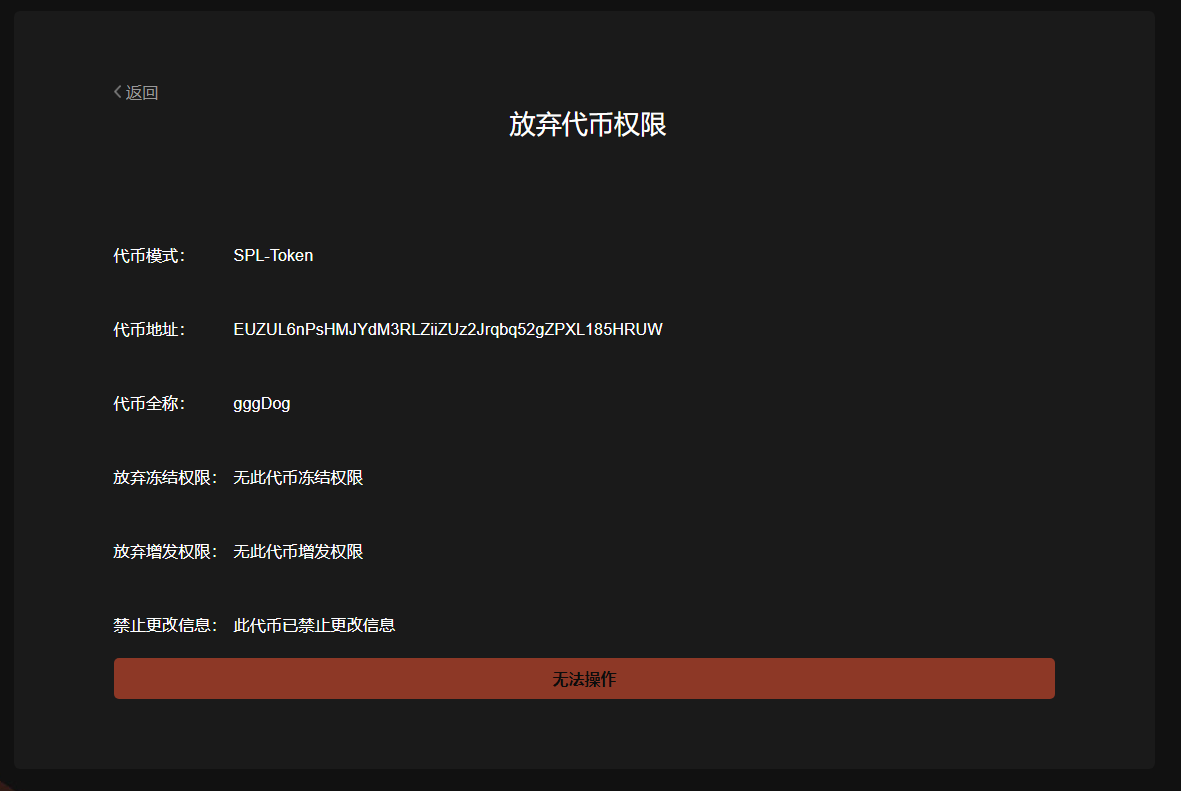 返回
放弃代币权限
代币模式： SPL-Token
代币地址： EUZUL6nPsHMJYdM3RLZiiZUz2Jrqbq52gZPXL185HRUW
代币全称： gggDog
放弃冻结权限： 无此代币冻结权限
放弃增发权限： 无此代币增发权限
禁止更改信息： 此代币已禁止更改信息
无法操作